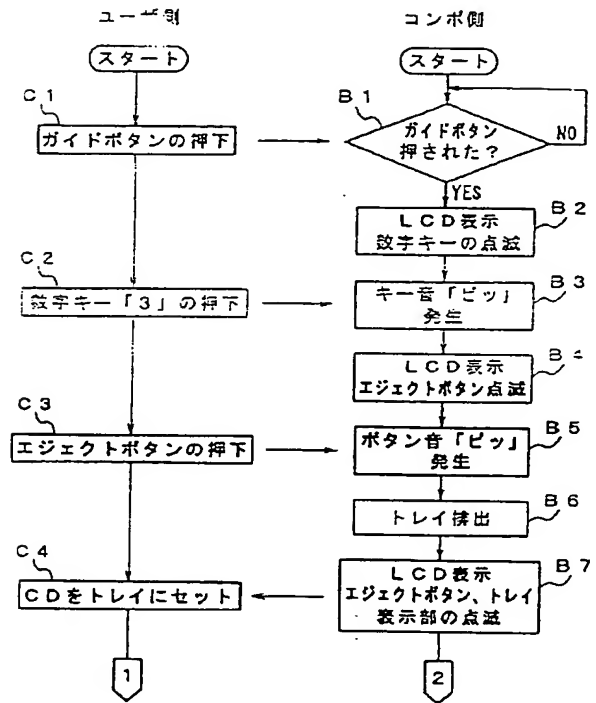 ユーザ側
コンポ側
スタート
スタート
C1
B1
ガイドボタンの押下
ガイドボタン
押された?
NO
YES
B2
LCD表示
数字キーの点滅
C2
数字キー「3」の押下
B3
キー音「ピッ」
発生
B4
LCD表示
エジェクトボタン点滅
C3
エジェクトボタンの押下
B5
ボタン音「ピッ」
発生
B6
トレイ排出
C4
CDをトレイにセット
B7
LCD表示
エジェクトボタン、トレイ
表示部の点滅
1
2